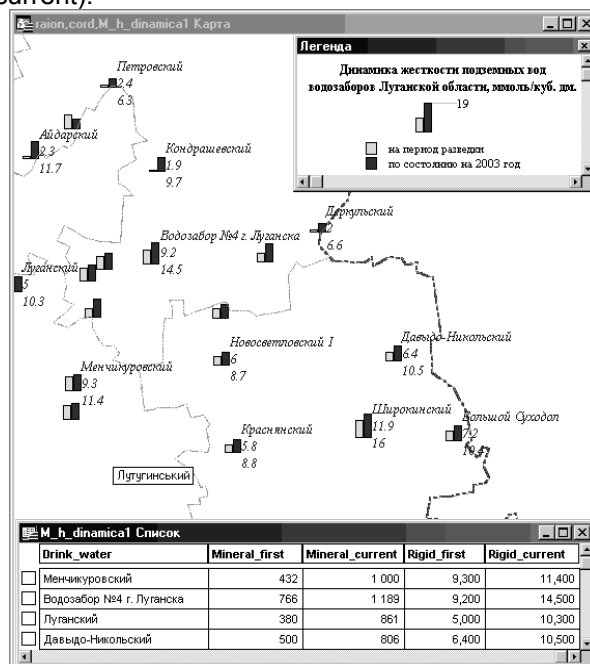 current).
raion,cord,M_h_dinamica1 Карта
Легенда
Динамика жесткости подземных вод
водозаборов Луганской области, ммоль/куб. дм.
19
на период разведки
по состоянию на 2003 год
Петровский
2.4
6.3
Айдарский
2,3
11.7
Кондрашевский
1.9
9.7
Деркульский
2
6.6
Водозабор №4 г. Луганска
9.2
14.5
Луганский
5
10.3
Новосветловский 1
6
8.7
Давыдо-Никольский
6.4
10.5
Менчикуровский
9.3
11.4
Широкинский
11.9
16
Большой Суходол
7.2
Краснянский
5.8
8.8
Лутугинський
M_h_dinamica1 Список
Drink_water Mineral_first Mineral_current Rigid_first Rigid_current
Менчикуровский 432 1 000 9,300 11,400
Водозабор №4 г. Луганска 766 1 189 9,200 14,500
Луганский 380 861 5,000 10,300
Давыдо-Никольский 500 806 6,400 10,500